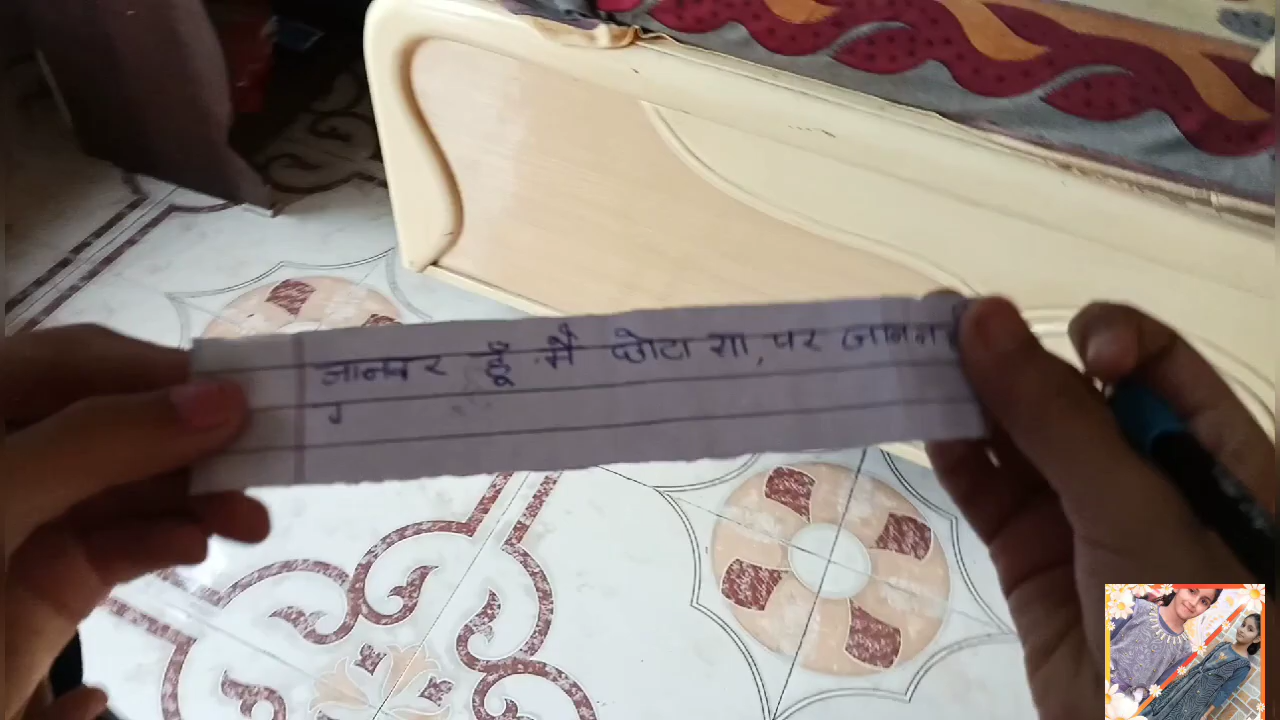 जानवर हूँ मैं छोटा सा, पर